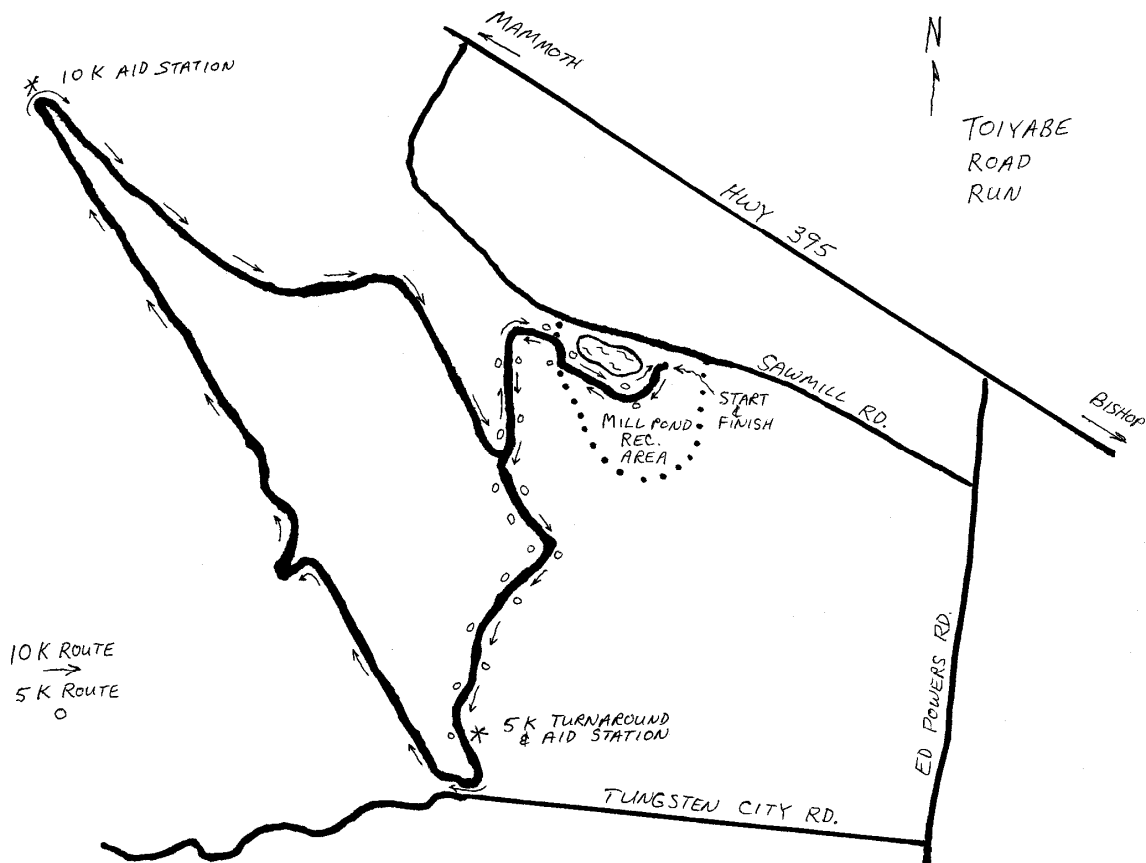 MAMMOTH
N
10 K AID STATION
TOIYABE
ROAD
RUN
HWY 395
SAWMILL RD.
BISHOP
START
&
FINISH
MILL POND
REC.
AREA
10 K ROUTE
5 K ROUTE
5 K TURNAROUND
& AID STATION
ED POWERS RD.
TUNGSTEN CITY RD.